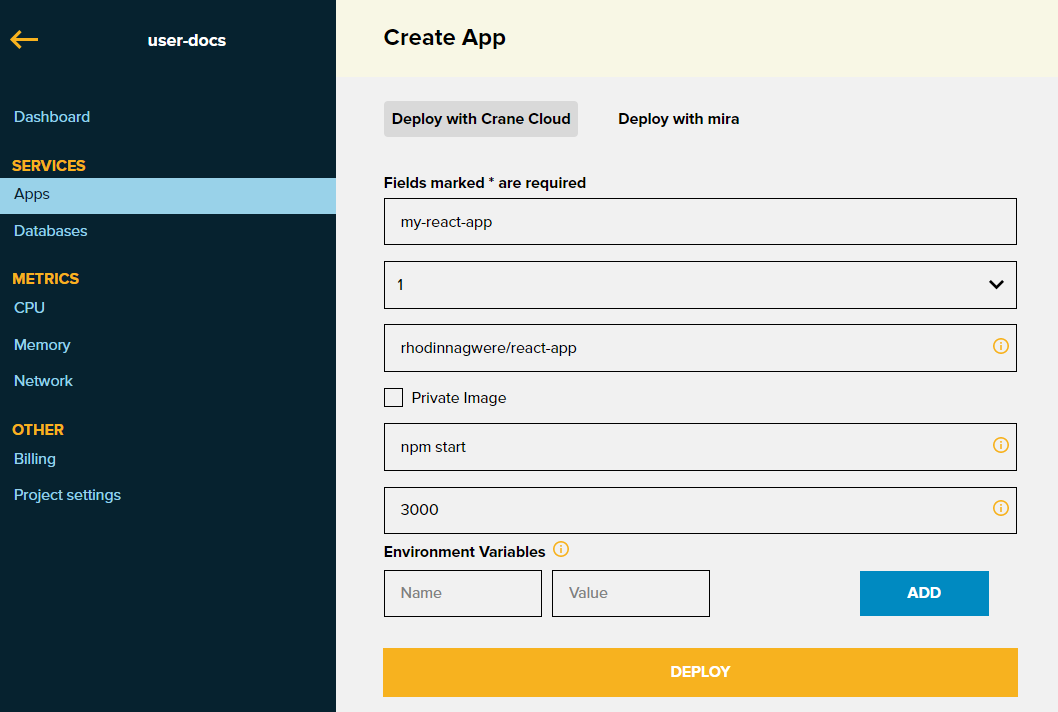 user-docs
Dashboard
SERVICES
Apps
Databases
METRICS
CPU
Memory
Network
OTHER
Billing
Project settings
Create App
Deploy with Crane Cloud
Deploy with mira
Fields marked * are required
my-react-app
1
rhodinnagwere/react-app
Private Image
npm start
3000
Environment Variables
Name
Value
ADD
DEPLOY